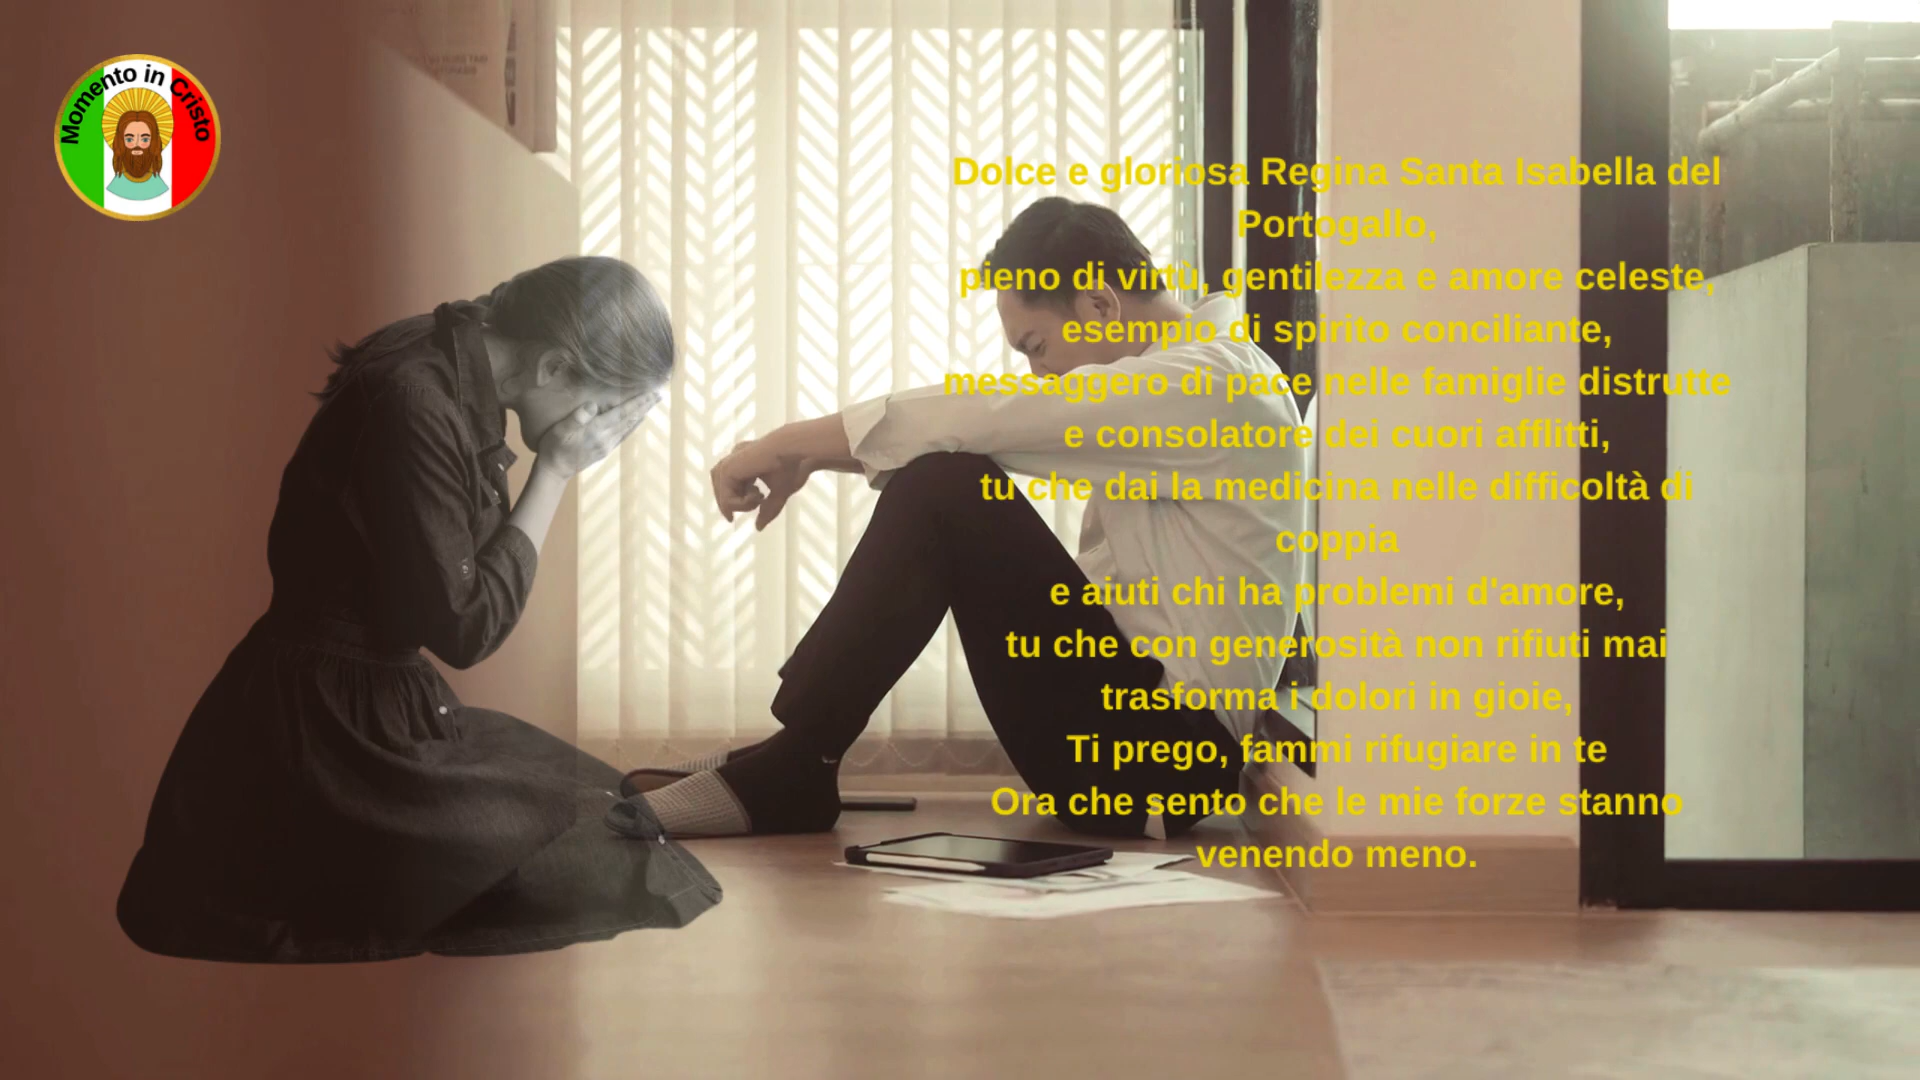 Momento in Cristo
Dolce e gloriosa Regina Santa Isabella del
Portogallo,
pieno di virtù, gentilezza e amore celeste,
esempio di spirito conciliante,
messaggero di pace nelle famiglie distrutte
e consolatore dei cuori afflitti,
tu che dai la medicina nelle difficoltà di
coppia
e aiuti chi ha problemi d'amore,
tu che con generosità non rifiuti mai
trasforma i dolori in gioie,
Ti prego, fammi rifugiare in te
Ora che sento che le mie forze stanno
venendo meno.